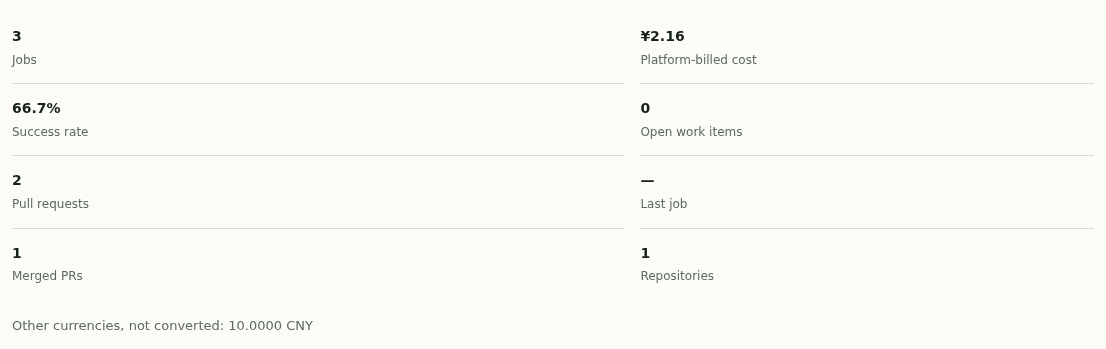 3
Jobs
¥2.16
Platform-billed cost
66.7%
Success rate
0
Open work items
2
Pull requests
—
Last job
1
Merged PRs
1
Repositories
Other currencies, not converted: 10.0000 CNY